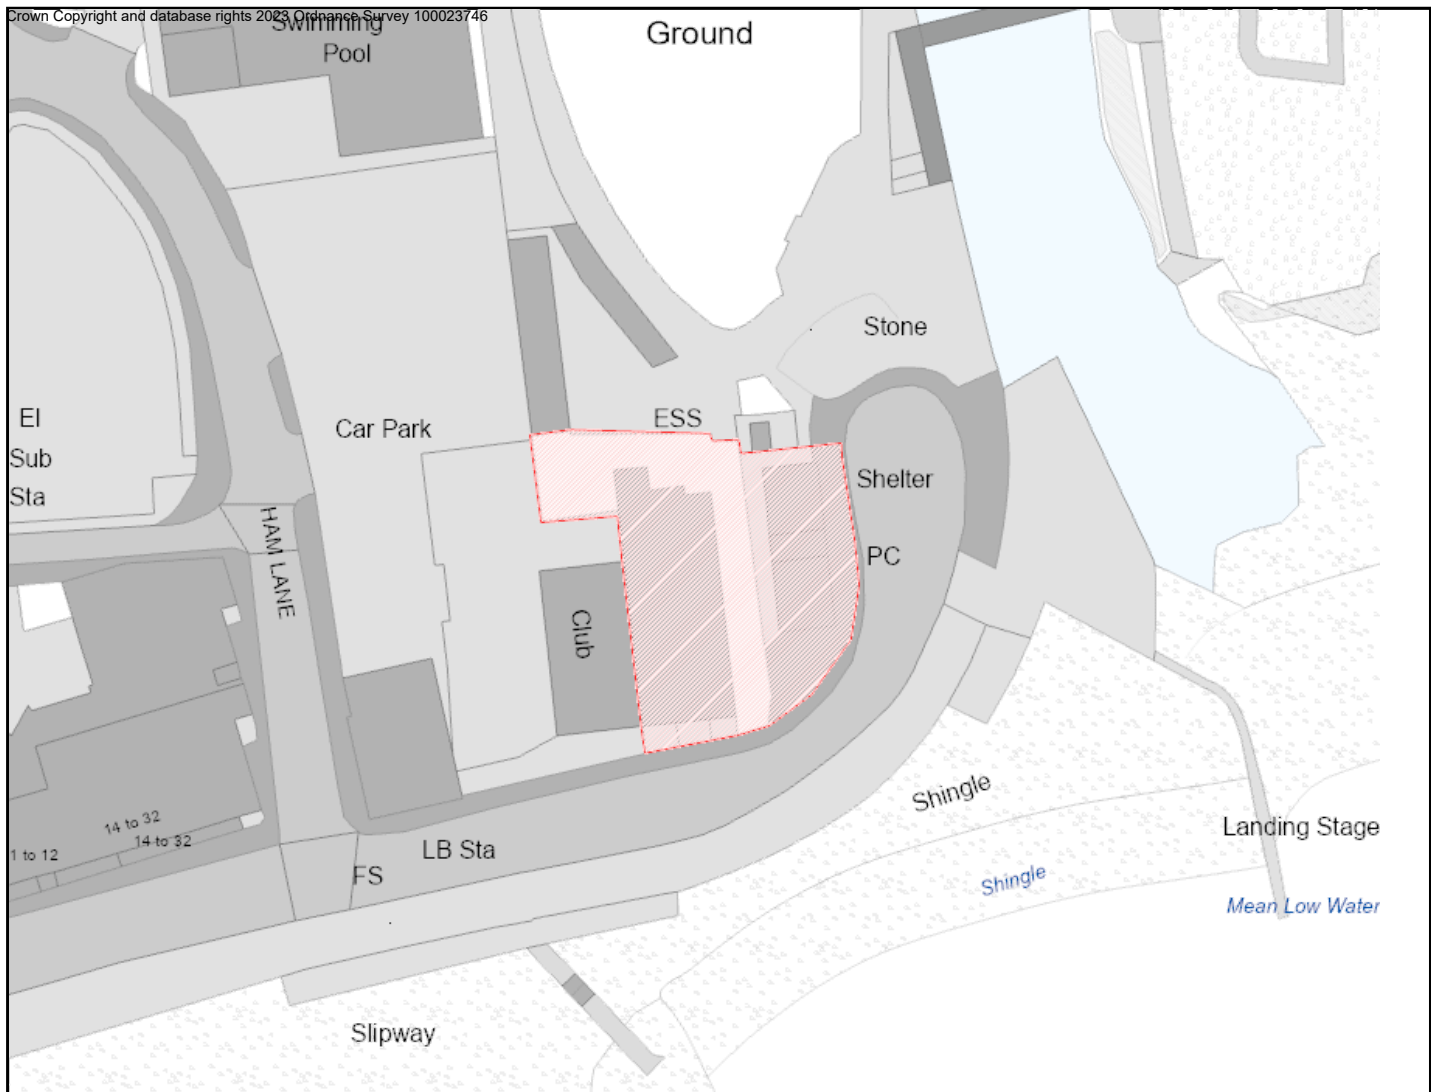 Crown Copyright and database rights 2023 Ordnance Survey 100023746
Swimming
Pool
Ground
Stone
El
Sub
Sta
Car Park
ESS
Shelter
HAM LANE
PC
Club
14 to 32
14 to 32
1 to 12
LB Sta
FS
Shingle
Landing Stage
Shingle
Mean Low Water
Slipway